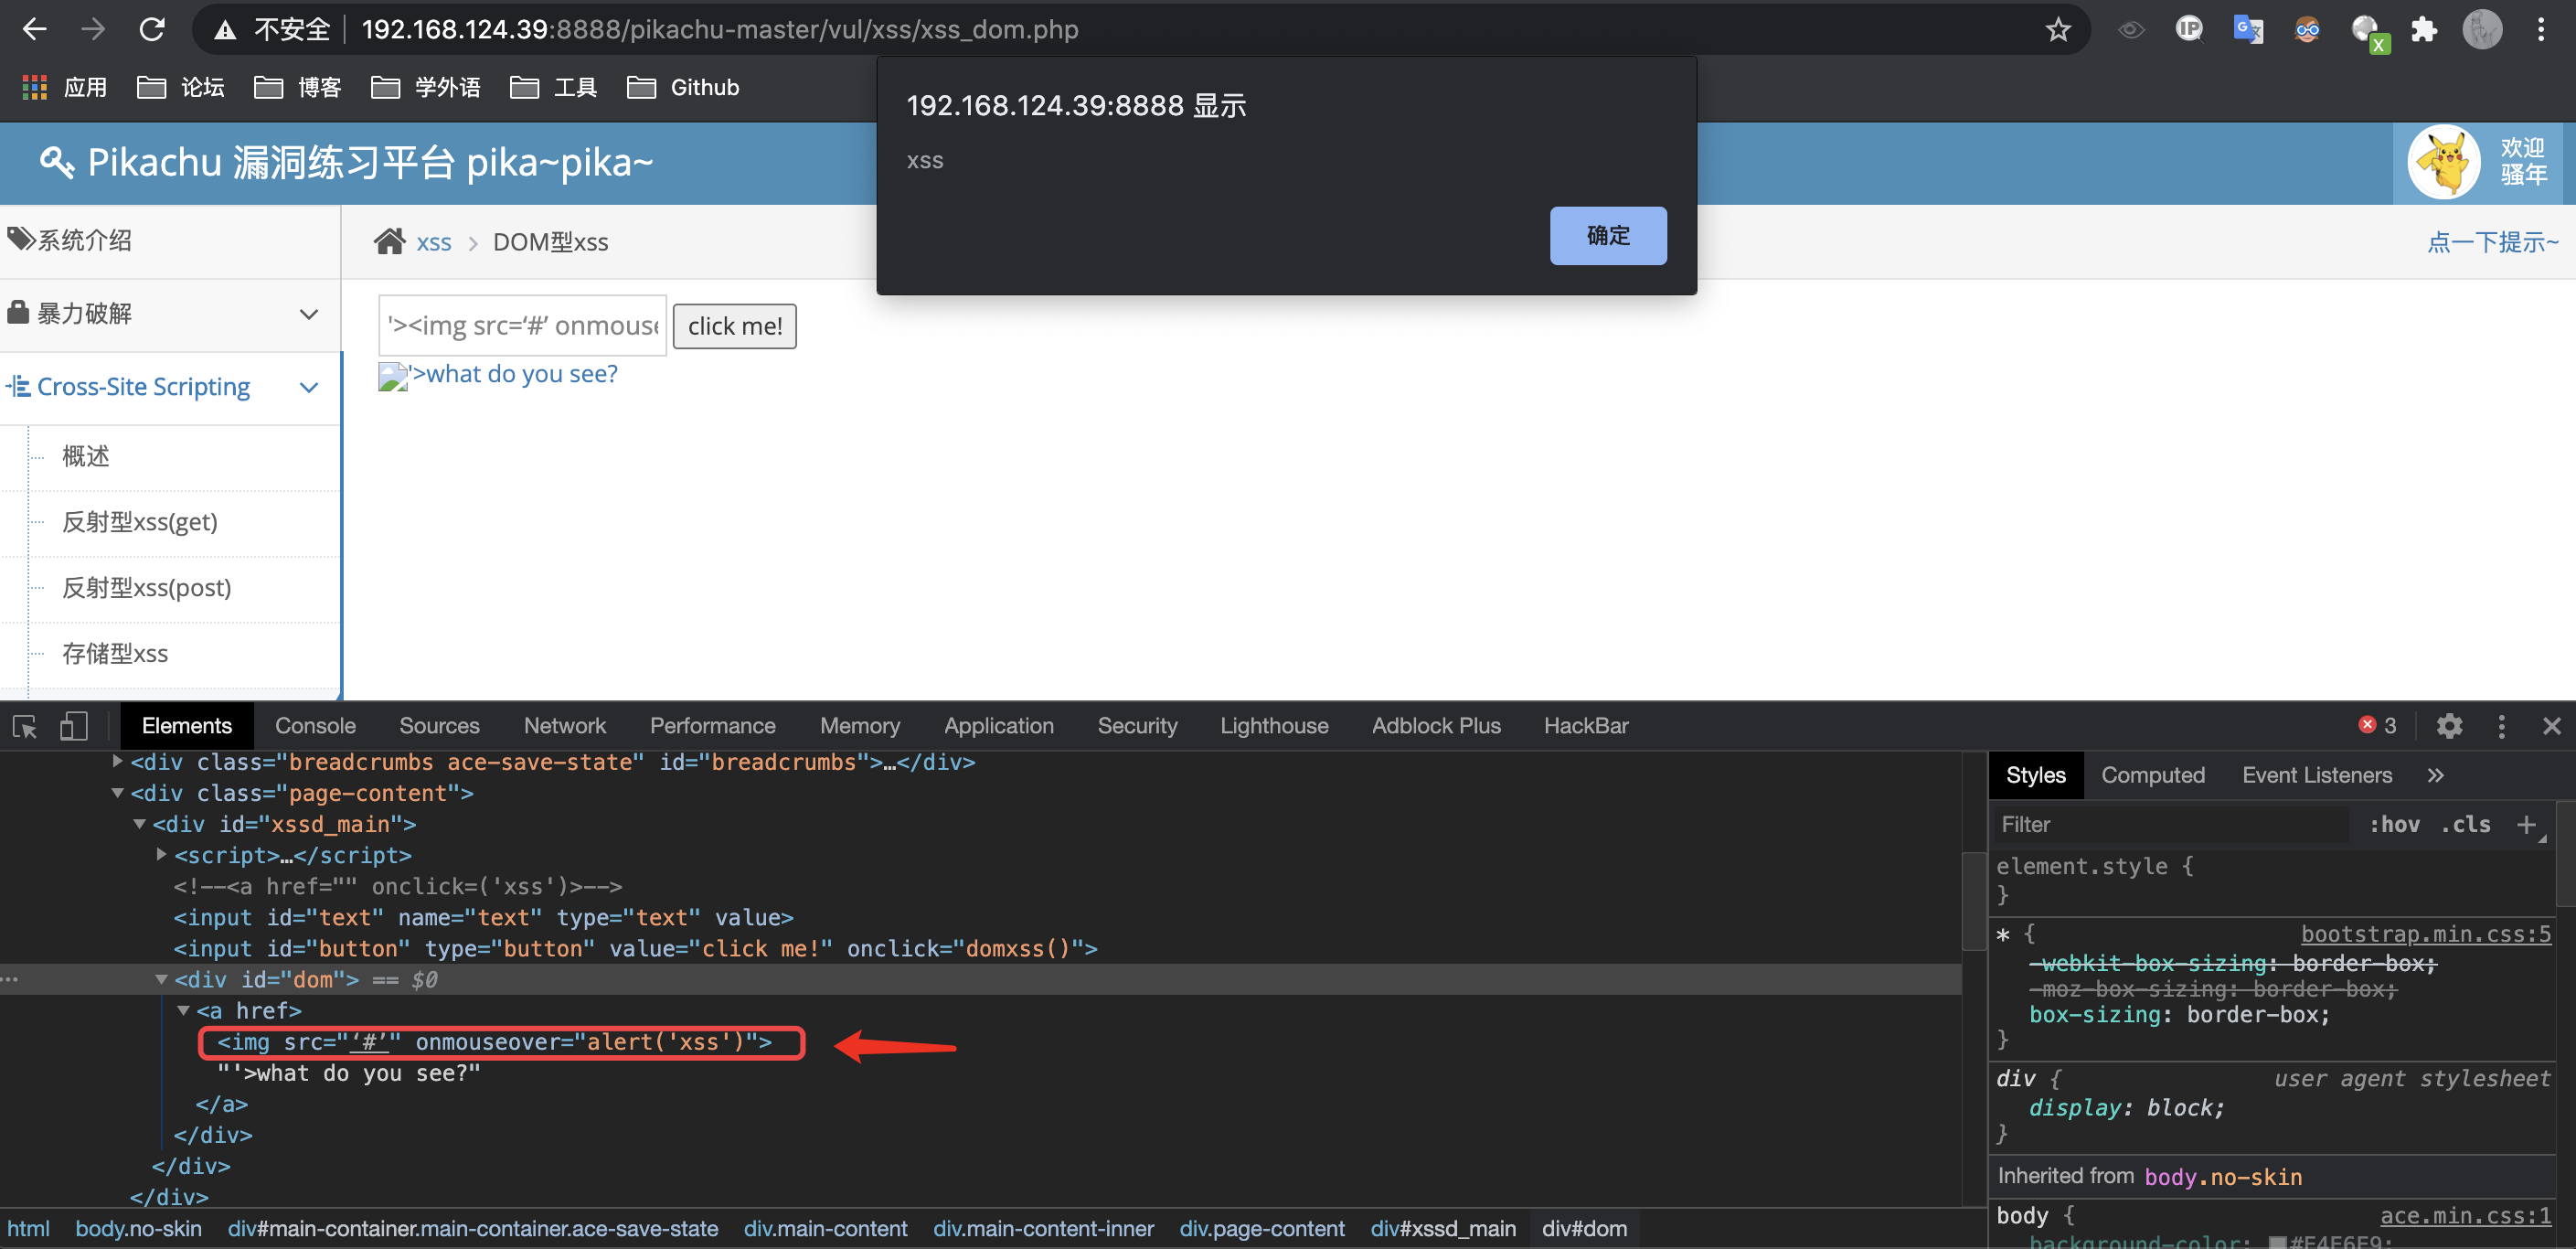 不安全 192.168.124.39:8888/pikachu-master/vul/xss/xss_dom.php
应用 论坛 博客 学外语 工具 Github
192.168.124.39:8888 显示
xss
确定
Pikachu 漏洞练习平台 pika~pika~
欢迎
骚年
系统介绍
xss > DOM型xss
点一下提示~
暴力破解
'><img src=‘#’ onmouse
click me!
'>what do you see?
Cross-Site Scripting
概述
反射型xss(get)
反射型xss(post)
存储型xss
Elements Console Sources Network Performance Memory Application Security Lighthouse Adblock Plus HackBar 3
<div class="breadcrumbs ace-save-state" id="breadcrumbs">…</div>
<div class="page-content">
<div id="xssd_main">
<script>…</script>
<!--<a href="" onclick=('xss')>-->
<input id="text" name="text" type="text" value>
<input id="button" type="button" value="click me!" onclick="domxss()">
<div id="dom"> == $0
<a href>
<img src="‘#’" onmouseover="alert('xss')">
"'>what do you see?"
</a>
</div>
</div>
</div>
html body.no-skin div#main-container.main-container.ace-save-state div.main-content div.main-content-inner div.page-content div#xssd_main div#dom
Styles Computed Event Listeners »
Filter :hov .cls +
element.style {
}
* { bootstrap.min.css:5
-webkit-box-sizing: border-box;
-moz-box-sizing: border-box;
box-sizing: border-box;
}
div { user agent stylesheet
display: block;
}
Inherited from body.no-skin
body { ace.min.css:1
background-color: #E4E6E9;